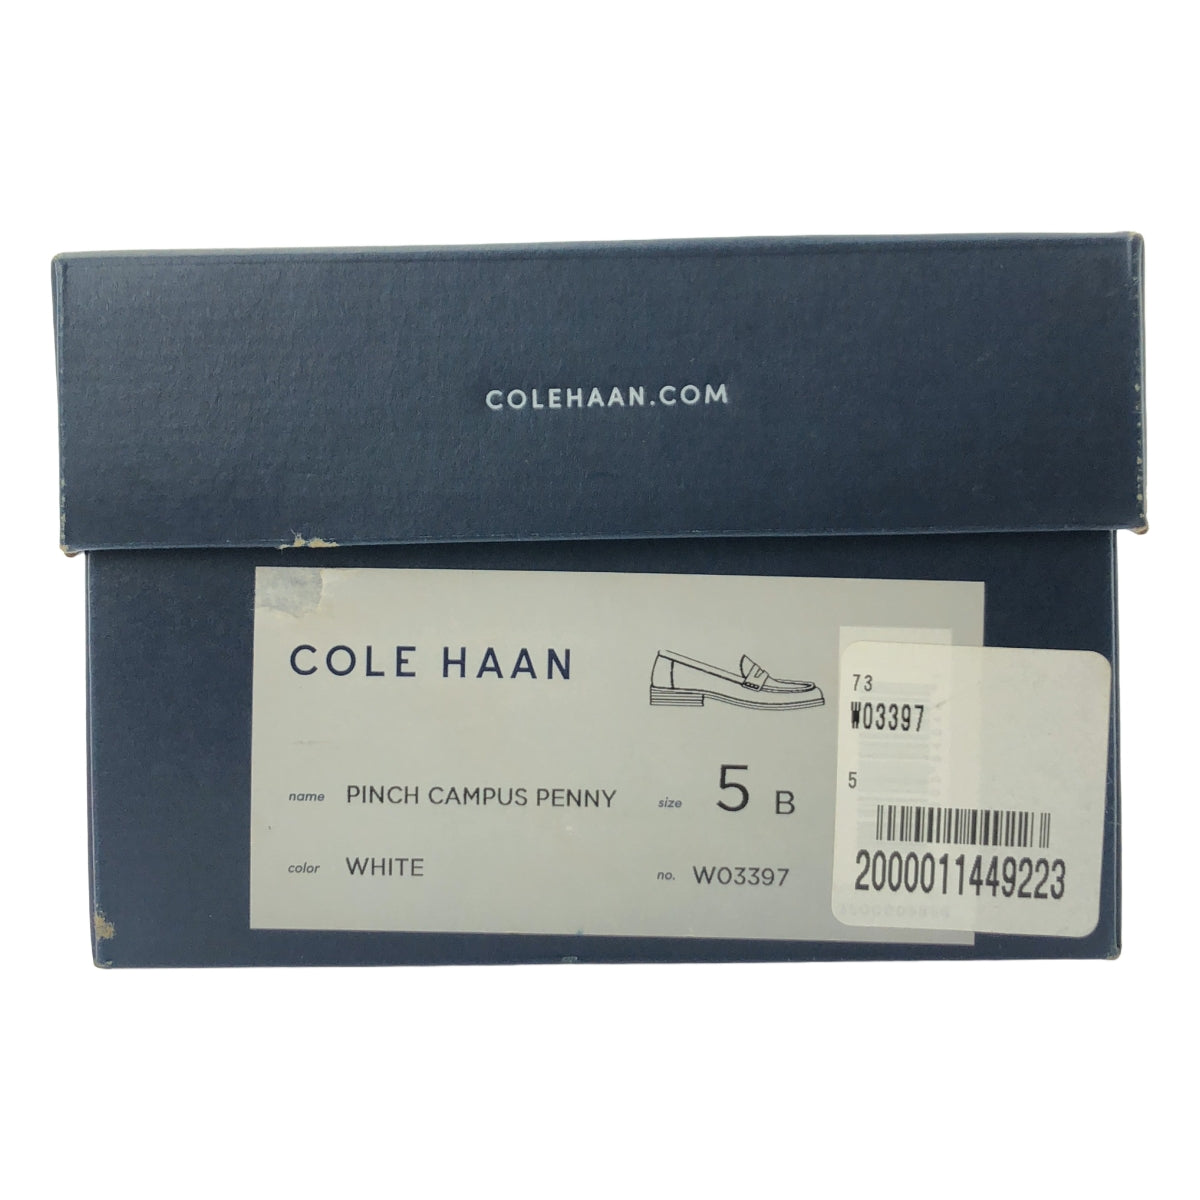 COLEHAAN.COM
COLE HAAN
name PINCH CAMPUS PENNY size 5 B
color WHITE no. W03397
73
W03397
5
2000011449223